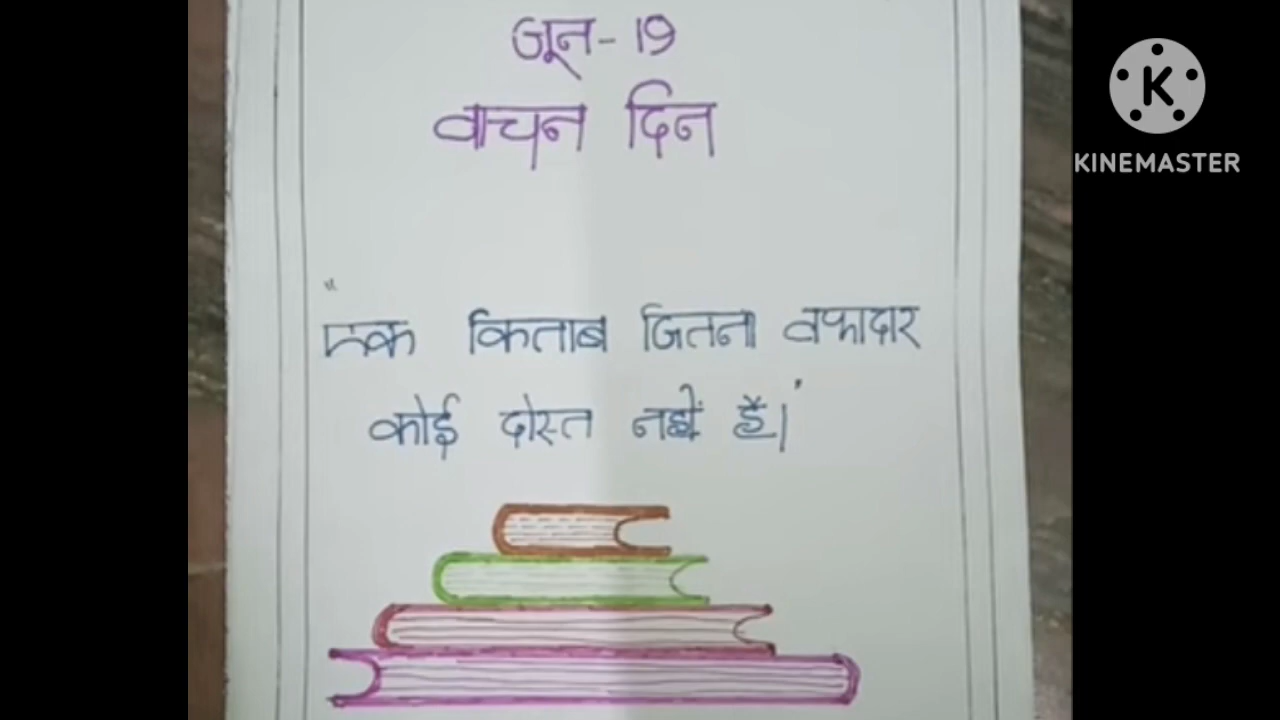 जून - 19
वाचन दिन
"एक किताब जितना वफादार
कोई दोस्त नहीं है।"
KINEMASTER